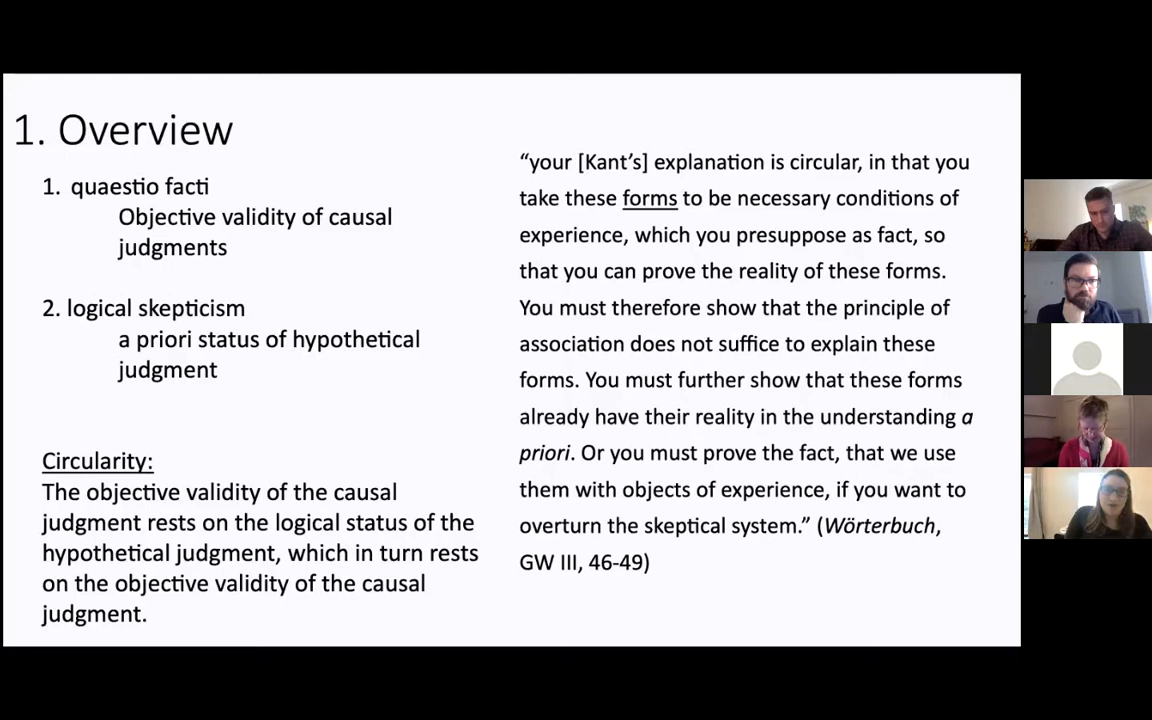 1. Overview
1. quaestio facti
Objective validity of causal
judgments
2. logical skepticism
a priori status of hypothetical
judgment
Circularity:
The objective validity of the causal
judgment rests on the logical status of the
hypothetical judgment, which in turn rests
on the objective validity of the causal
judgment.
“your [Kant’s] explanation is circular, in that you
take these forms to be necessary conditions of
experience, which you presuppose as fact, so
that you can prove the reality of these forms.
You must therefore show that the principle of
association does not suffice to explain these
forms. You must further show that these forms
already have their reality in the understanding a
priori. Or you must prove the fact, that we use
them with objects of experience, if you want to
overturn the skeptical system.” (Wörterbuch,
GW III, 46-49)